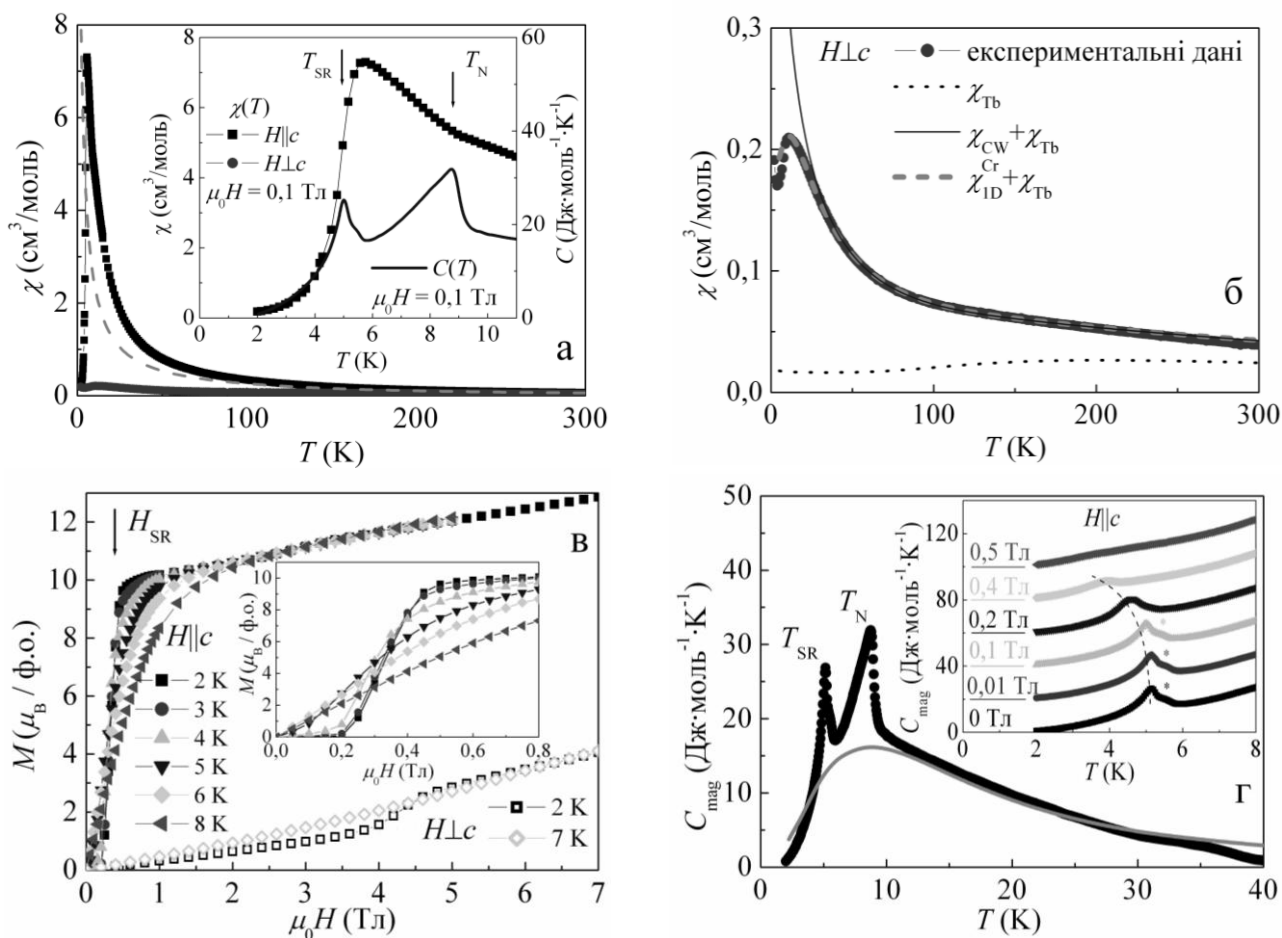 8
7
6
5
4
3
2
1
0
χ (см³/моль)
0
100
200
300
T (K)
а
8
6
4
2
0
χ (см³/моль)
60
40
20
0
C (Дж·моль⁻¹·К⁻¹)
0
2
4
6
8
10
T (K)
T_SR
T_N
χ(T)
H||c
H⊥c
μ₀H = 0,1 Тл
C(T)
μ₀H = 0,1 Тл
0,3
0,2
0,1
0,0
χ (см³/моль)
0
100
200
300
T (K)
б
H⊥c
експериментальні дані
χ_Tb
χ_CW+χ_Tb
χ_1D^Cr+χ_Tb
12
10
8
6
4
2
0
M (μ_B / ф.о.)
0
1
2
3
4
5
6
7
μ₀H (Тл)
в
H_SR
H||c
2 K
3 K
4 K
5 K
6 K
8 K
10
8
6
4
2
0
M (μ_B / ф.о.)
0,0
0,2
0,4
0,6
0,8
μ₀H (Тл)
H⊥c
2 K
7 K
50
40
30
20
10
0
C_mag (Дж·моль⁻¹·К⁻¹)
0
10
20
30
40
T (K)
г
T_SR
T_N
120
80
40
0
C_mag (Дж·моль⁻¹·К⁻¹)
0
2
4
6
8
T (K)
H||c
0,5 Тл
0,4 Тл
0,2 Тл
0,1 Тл
0,01 Тл
0 Тл
*
*
*